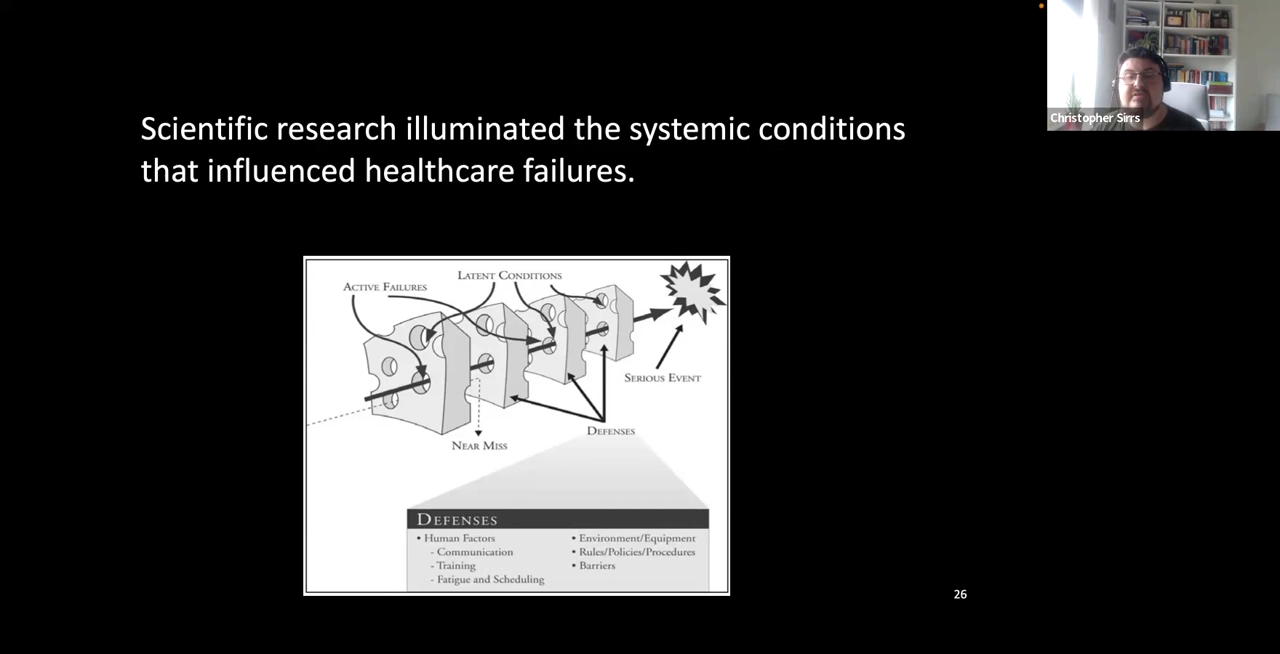 Christopher Sirrs
Scientific research illuminated the systemic conditions
that influenced healthcare failures.
LATENT CONDITIONS
ACTIVE FAILURES
SERIOUS EVENT
DEFENSES
NEAR MISS
DEFENSES
• Human Factors
- Communication
- Training
- Fatigue and Scheduling
• Environment/Equipment
• Rules/Policies/Procedures
• Barriers
26